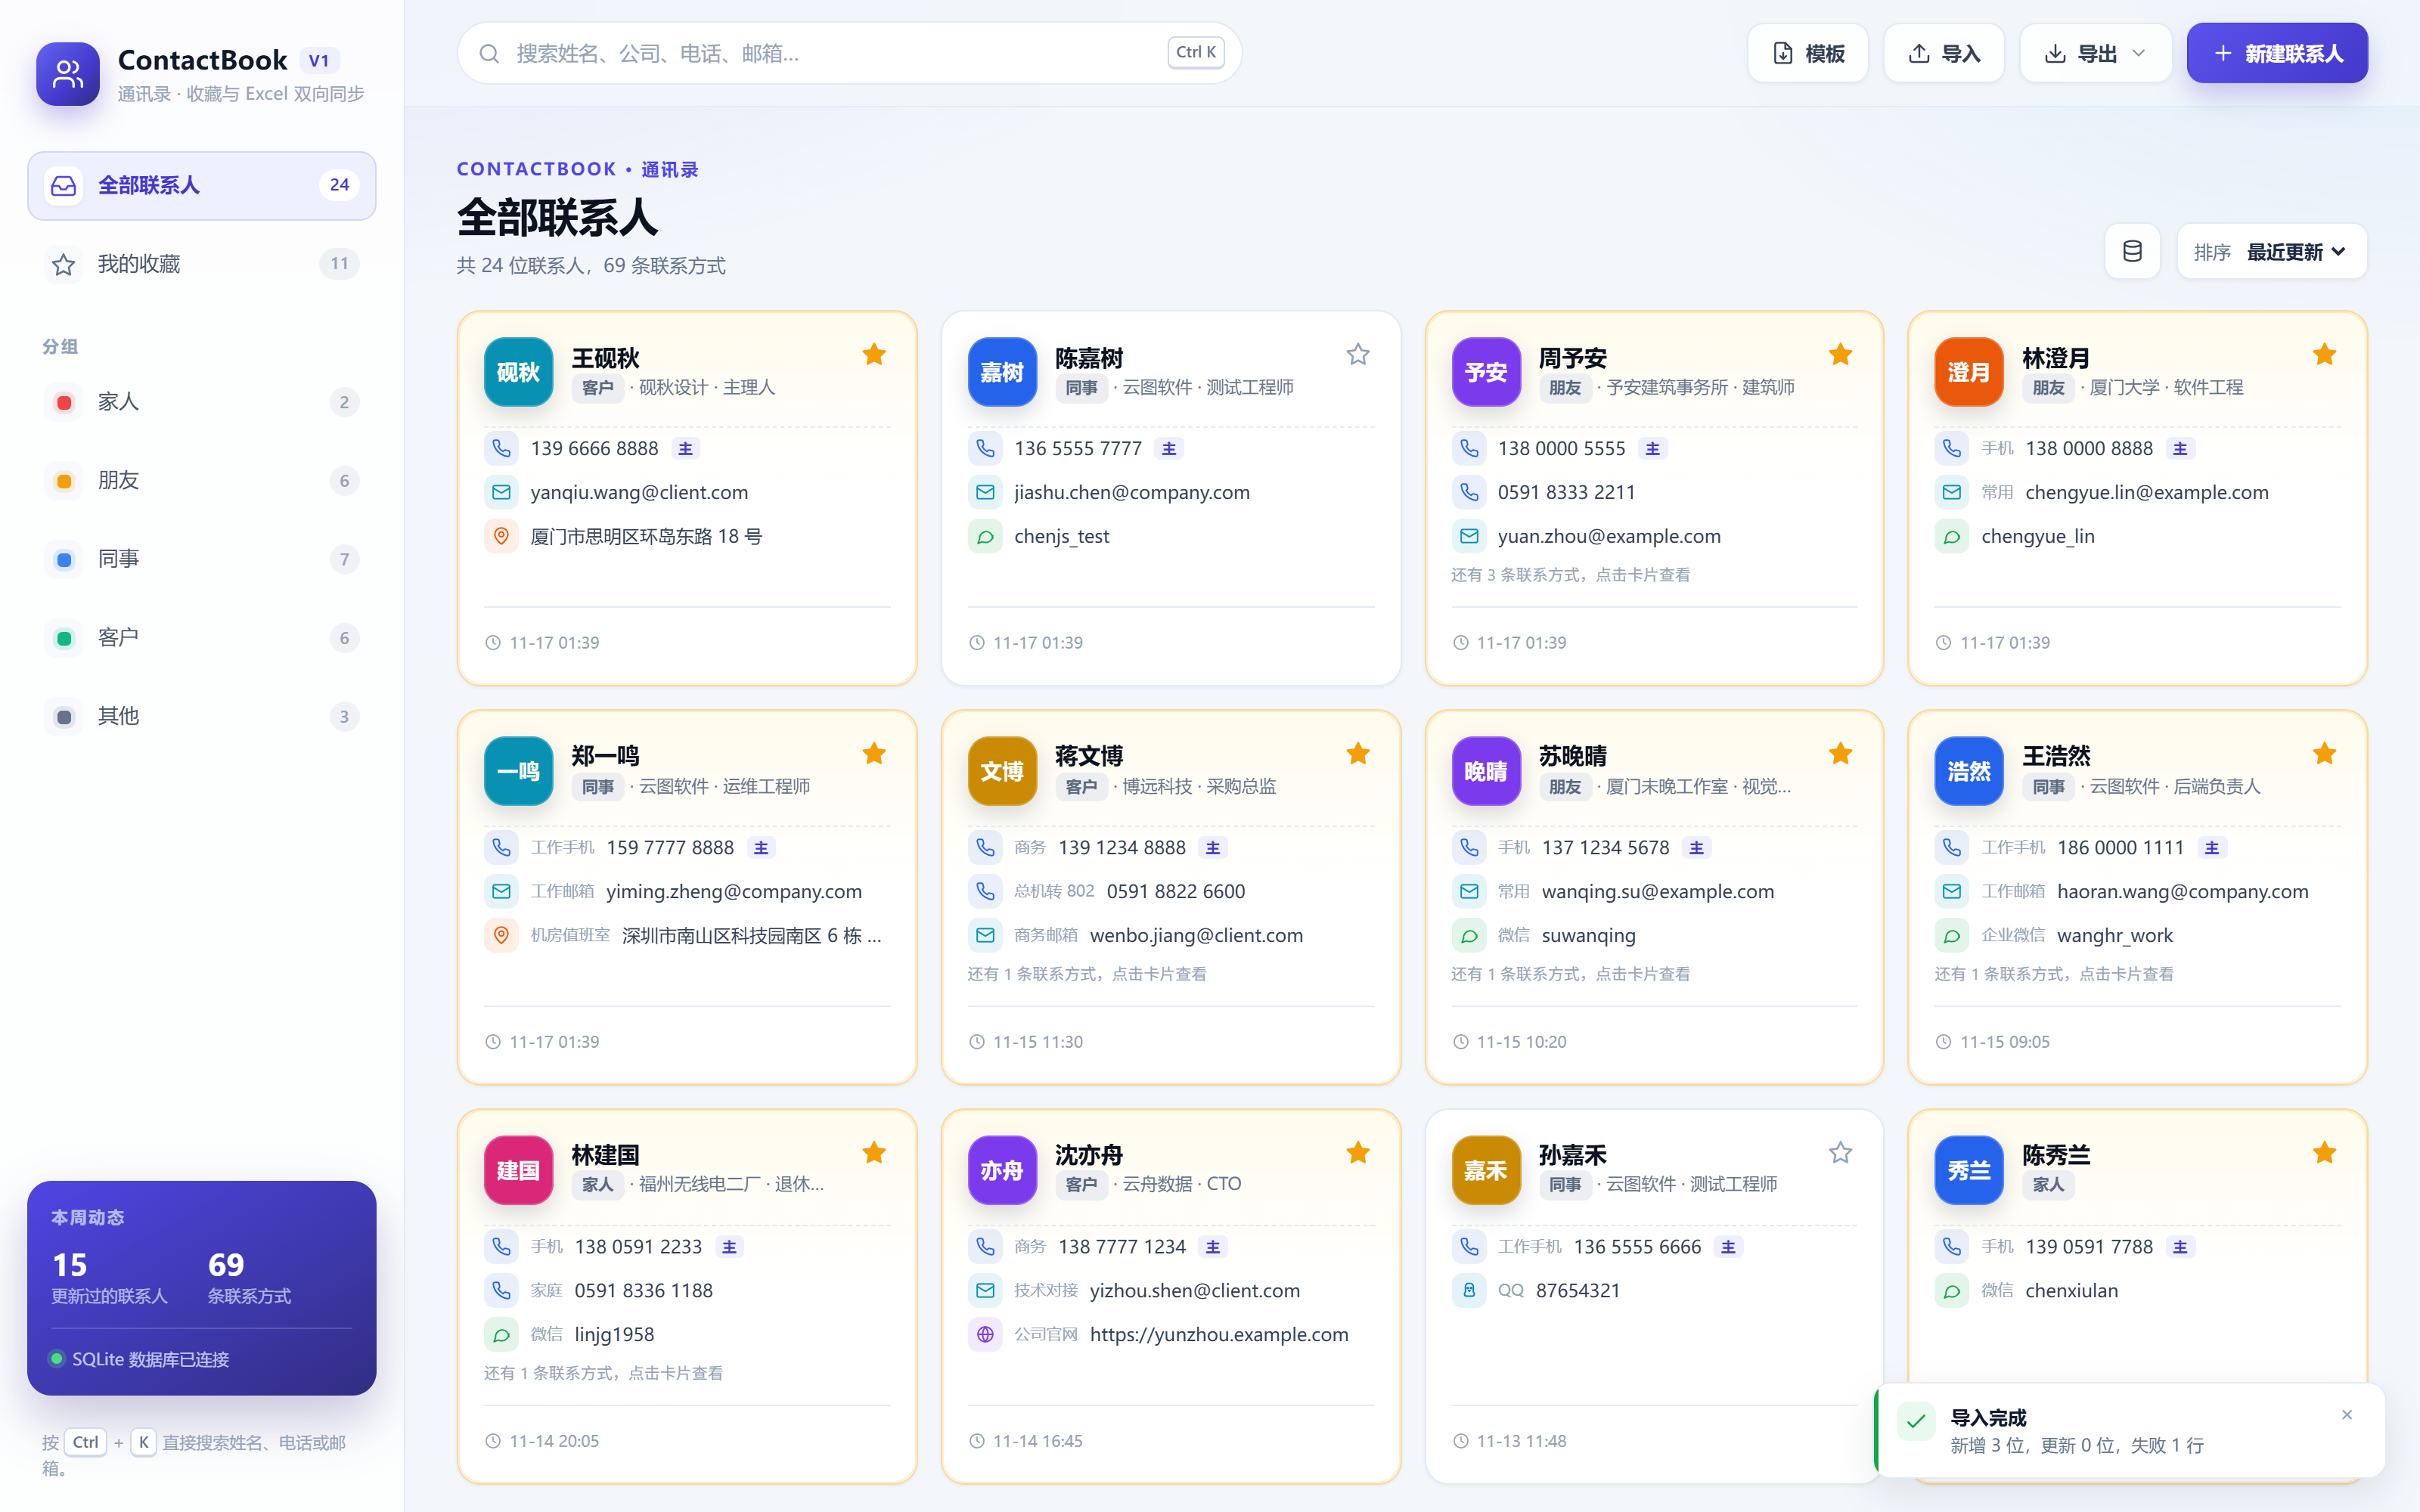 ContactBook V1
通讯录 · 收藏与 Excel 双向同步
全部联系人 24
我的收藏 11
分组
家人 2
朋友 6
同事 7
客户 6
其他 3
本周动态
15 69
更新过的联系人 条联系方式
SQLite 数据库已连接
按 Ctrl + K 直接搜索姓名、电话或邮
箱。
搜索姓名、公司、电话、邮箱... Ctrl K
模板 导入 导出 新建联系人
CONTACTBOOK • 通讯录
全部联系人
共 24 位联系人，69 条联系方式
排序 最近更新
砚秋 王砚秋
客户 · 砚秋设计 · 主理人
139 6666 8888 主
yanqiu.wang@client.com
厦门市思明区环岛东路 18 号
11-17 01:39
嘉树 陈嘉树
同事 · 云图软件 · 测试工程师
136 5555 7777 主
jiashu.chen@company.com
chenjs_test
11-17 01:39
予安 周予安
朋友 · 予安建筑事务所 · 建筑师
138 0000 5555 主
0591 8333 2211
yuan.zhou@example.com
还有 3 条联系方式，点击卡片查看
11-17 01:39
澄月 林澄月
朋友 · 厦门大学 · 软件工程
手机 138 0000 8888 主
常用 chengyue.lin@example.com
chengyue_lin
11-17 01:39
一鸣 郑一鸣
同事 · 云图软件 · 运维工程师
工作手机 159 7777 8888 主
工作邮箱 yiming.zheng@company.com
机房值班室 深圳市南山区科技园南区 6 栋 ...
11-17 01:39
文博 蒋文博
客户 · 博远科技 · 采购总监
商务 139 1234 8888 主
总机转 802 0591 8822 6600
商务邮箱 wenbo.jiang@client.com
还有 1 条联系方式，点击卡片查看
11-15 11:30
晚晴 苏晚晴
朋友 · 厦门未晚工作室 · 视觉...
手机 137 1234 5678 主
常用 wanqing.su@example.com
微信 suwanqing
还有 1 条联系方式，点击卡片查看
11-15 10:20
浩然 王浩然
同事 · 云图软件 · 后端负责人
工作手机 186 0000 1111 主
工作邮箱 haoran.wang@company.com
企业微信 wanghr_work
还有 1 条联系方式，点击卡片查看
11-15 09:05
建国 林建国
家人 · 福州无线电二厂 · 退休...
手机 138 0591 2233 主
家庭 0591 8336 1188
微信 linjg1958
还有 1 条联系方式，点击卡片查看
11-14 20:05
亦舟 沈亦舟
客户 · 云舟数据 · CTO
商务 138 7777 1234 主
技术对接 yizhou.shen@client.com
公司官网 https://yunzhou.example.com
11-14 16:45
嘉禾 孙嘉禾
同事 · 云图软件 · 测试工程师
工作手机 136 5555 6666 主
QQ 87654321
11-13 11:48
秀兰 陈秀兰
家人
手机 139 0591 7788 主
微信 chenxiulan
导入完成
新增 3 位，更新 0 位，失败 1 行